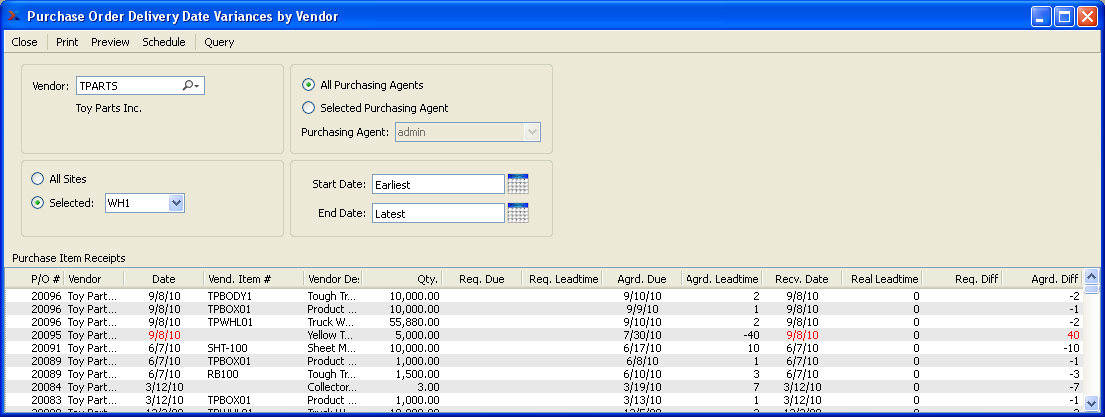 Purchase Order Delivery Date Variances by Vendor
Close Print Preview Schedule Query
Vendor: TPARTS
Toy Parts Inc.
All Purchasing Agents
Selected Purchasing Agent
Purchasing Agent: admin
All Sites
Selected: WH1
Start Date: Earliest
End Date: Latest
Purchase Item Receipts
P/O # Vendor Date Vend. Item # Vendor De: Qty. Req. Due Req. Leadtime Agrd. Due Agrd. Leadtime Recv. Date Real Leadtime Req. Diff Agrd. Diff
20096 Toy Part... 9/8/10 TPBODY1 Tough Tr... 10,000.00 9/10/10 2 9/8/10 0 -2
20096 Toy Part... 9/8/10 TPBOX01 Product ... 10,000.00 9/9/10 1 9/8/10 0 -1
20096 Toy Part... 9/8/10 TPWHL01 Truck W... 55,880.00 9/10/10 2 9/8/10 0 -2
20095 Toy Part... 9/8/10 Yellow T... 5,000.00 7/30/10 -40 9/8/10 0 40
20091 Toy Part... 6/7/10 SHT-100 Sheet M... 10,000.00 6/17/10 10 6/7/10 0 -10
20089 Toy Part... 6/7/10 TPBOX01 Product ... 1,000.00 6/8/10 1 6/7/10 0 -1
20089 Toy Part... 6/7/10 RB100 Tough Tr... 1,500.00 6/10/10 3 6/7/10 0 -3
20084 Toy Part... 3/12/10 Collector... 3.00 3/19/10 7 3/12/10 0 -7
20083 Toy Part... 3/12/10 TPBOX01 Product ... 1,000.00 3/13/10 1 3/12/10 0 -1